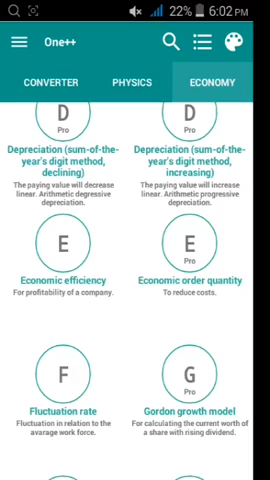 22% 6:02 PM
One++
CONVERTER PHYSICS ECONOMY
D
Pro
Depreciation (sum-of-the-
year's digit method,
declining)
The paying value will decrease
linear. Arithmetic degressive
depreciation.
D
Pro
Depreciation (sum-of-the-
year's digit method,
increasing)
The paying value will increase
linear. Arithmetic progressive
depreciation.
E
Economic efficiency
For profitability of a company.
E
Pro
Economic order quantity
To reduce costs.
F
Fluctuation rate
Fluctuation in relation to the
avarage work force.
G
Pro
Gordon growth model
For calculating the current worth of
a share with rising dividend.